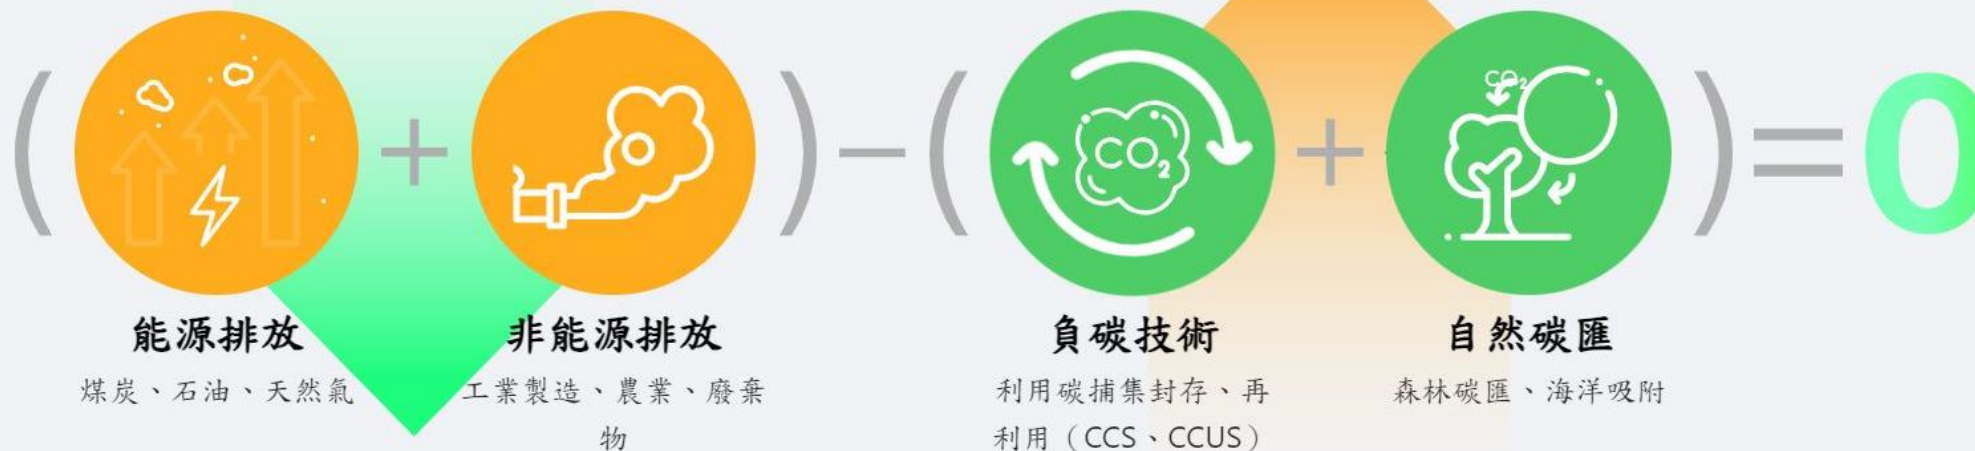 ( + ) - ( CO2 + CO2 ) = 0
能源排放
煤炭、石油、天然氣
非能源排放
工業製造、農業、廢棄
物
負碳技術
利用碳捕集封存、再
利用（CCS、CCUS）
自然碳匯
森林碳匯、海洋吸附